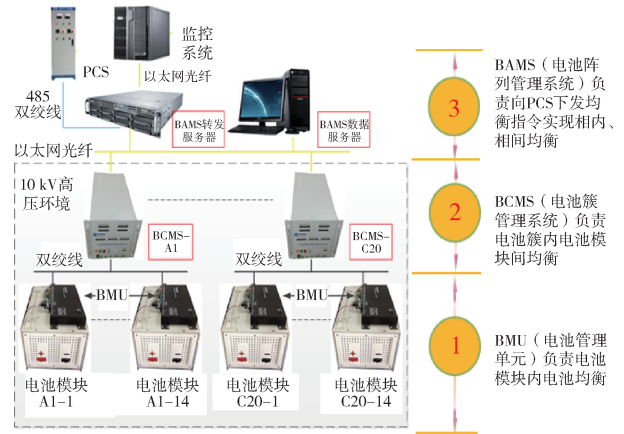 监控
系统
PCS
以太网光纤
485
双绞线
BAMS转发
服务器
BAMS数据
服务器
以太网光纤
10 kV高
压环境
BCMS-
A1
BCMS-
C20
双绞线
双绞线
BMU
BMU
电池模块
A1-1
电池模块
A1-14
电池模块
C20-1
电池模块
C20-14
3
BAMS（电池阵
列管理系统）负
责向PCS下发均
衡指令实现相内、
相间均衡
2
BCMS（电池簇
管理系统）负责
电池簇内电池模
块间均衡
1
BMU（电池管理
单元）负责电池
模块内电池均衡